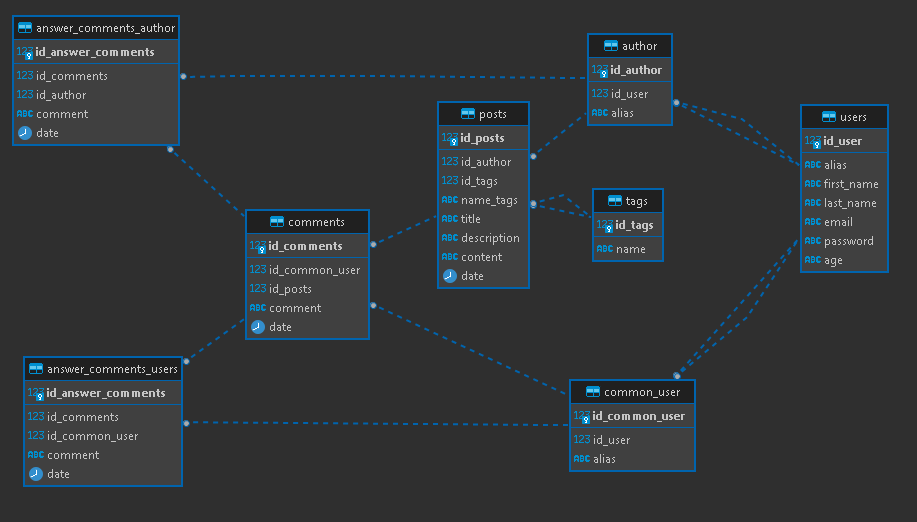 answer_comments_author
123 id_answer_comments
123 id_comments
123 id_author
ABC comment
date
author
123 id_author
123 id_user
ABC alias
posts
123 id_posts
123 id_author
123 id_tags
ABC name_tags
ABC title
ABC description
ABC content
date
users
123 id_user
ABC alias
ABC first_name
ABC last_name
ABC email
ABC password
ABC age
tags
123 id_tags
ABC name
comments
123 id_comments
123 id_common_user
123 id_posts
ABC comment
date
answer_comments_users
123 id_answer_comments
123 id_comments
123 id_common_user
ABC comment
date
common_user
123 id_common_user
123 id_user
ABC alias